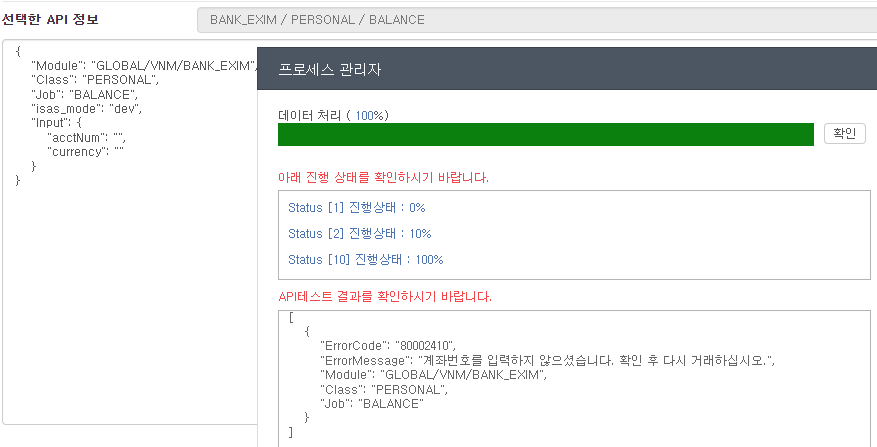 선택한 API 정보
BANK_EXIM / PERSONAL / BALANCE
{
"Module": "GLOBAL/VNM/BANK_EXIM",
"Class": "PERSONAL",
"Job": "BALANCE",
"isas_mode": "dev",
"Input": {
"acctNum": "",
"currency": ""
}
}
프로세스 관리자
데이터 처리 ( 100%)
확인
아래 진행 상태를 확인하시기 바랍니다.
Status [1] 진행상태 : 0%
Status [2] 진행상태 : 10%
Status [10] 진행상태 : 100%
API테스트 결과를 확인하시기 바랍니다.
[
{
"ErrorCode": "80002410",
"ErrorMessage": "계좌번호를 입력하지 않으셨습니다. 확인 후 다시 거래하십시오.",
"Module": "GLOBAL/VNM/BANK_EXIM",
"Class": "PERSONAL",
"Job": "BALANCE"
}
]